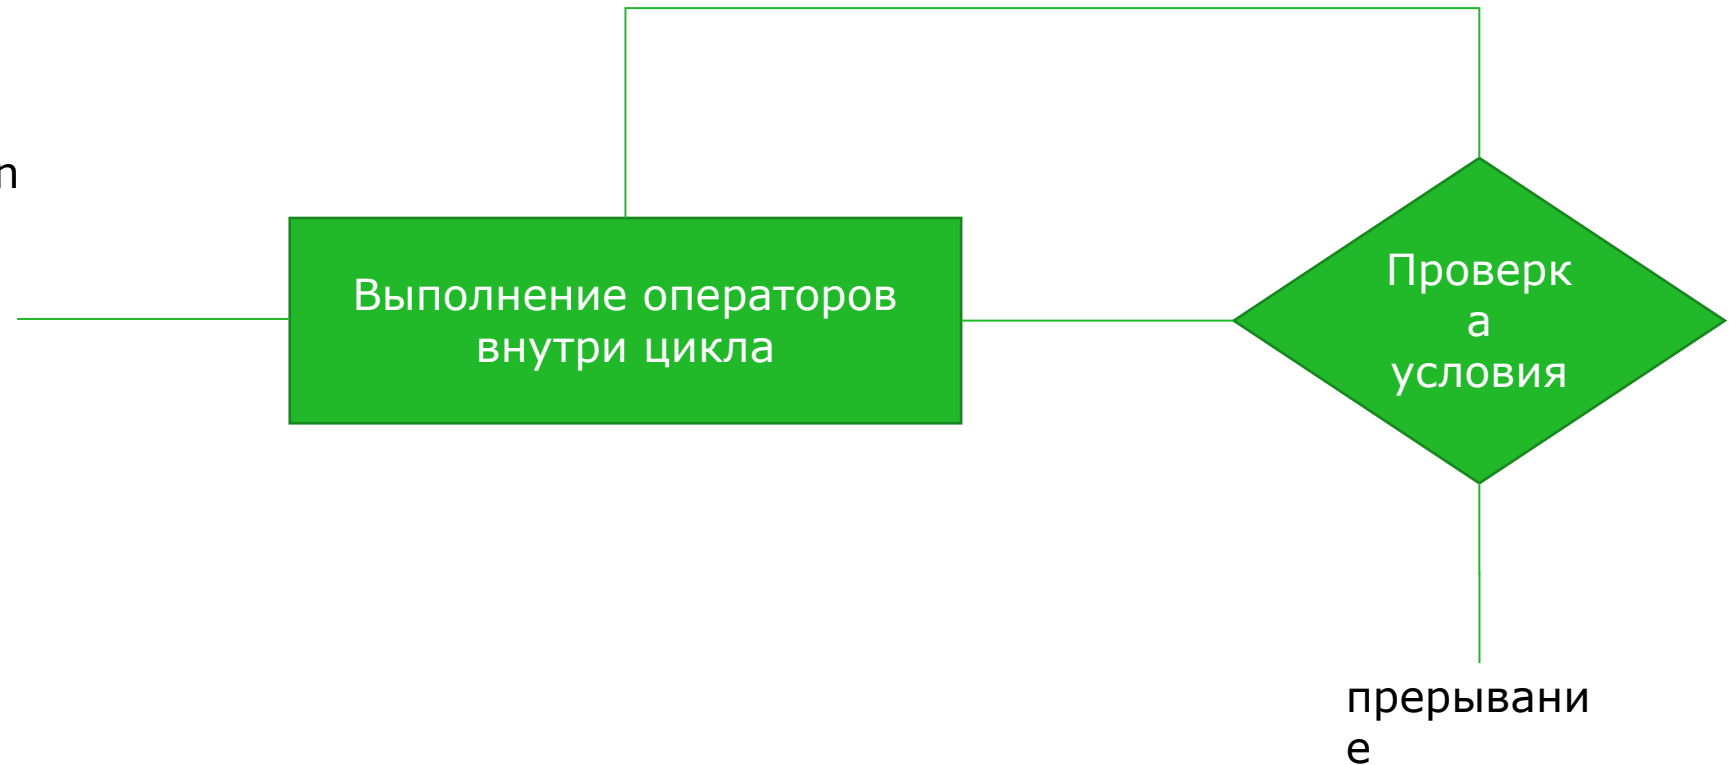 n
Выполнение операторов
внутри цикла
Проверк
а
условия
прерывани
е